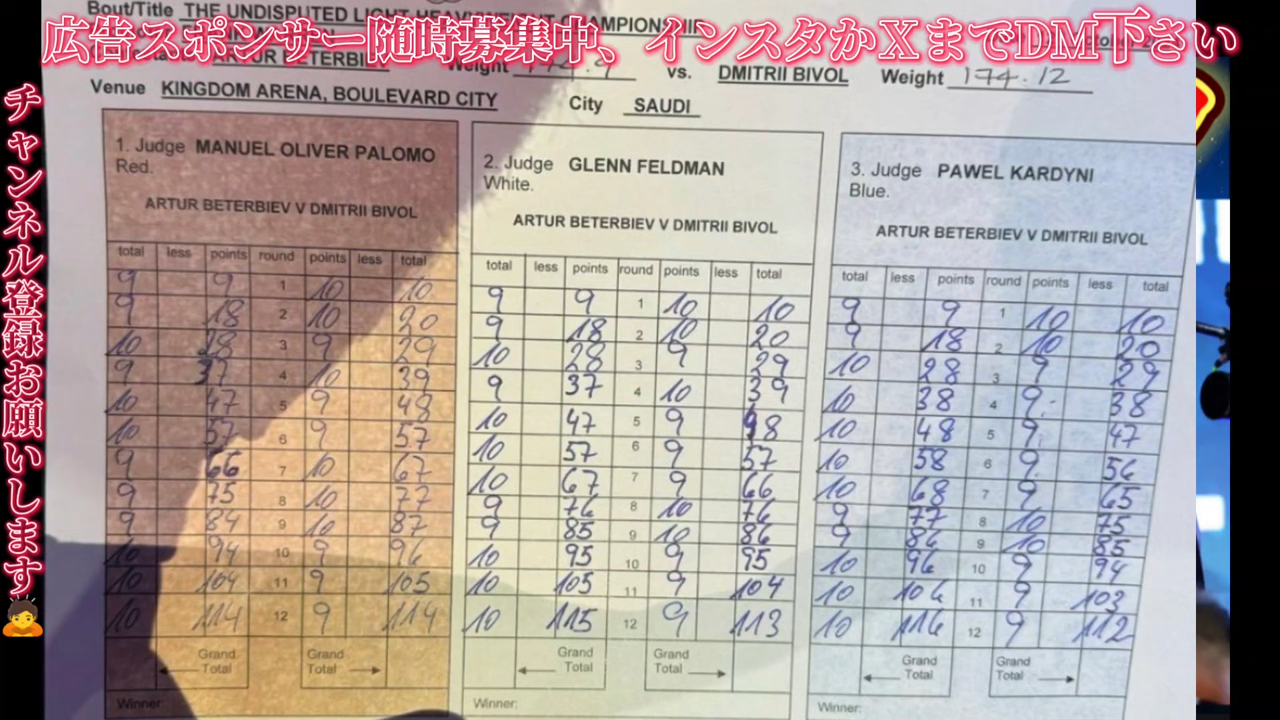 Bout/Title THE UNDISPUTED LIGHT HEAVYWEIGHT CHAMPIONSHIP
広告スポンサー随時募集中、インスタかXまでDM下さい
ARTUR BETERBIEV Weight 174.9 vs. DMITRII BIVOL Weight 174.12
Venue KINGDOM ARENA, BOULEVARD CITY City SAUDI
チャンネル登録お願いします🙇
1. Judge MANUEL OLIVER PALOMO
Red.
ARTUR BETERBIEV V DMITRII BIVOL
total less points round points less total
9 9 1 10 10
9 18 2 10 20
10 28 3 9 29
9 37 4 10 39
10 47 5 9 48
10 57 6 9 57
9 66 7 10 67
9 75 8 10 77
9 84 9 10 87
10 94 10 9 96
10 104 11 9 105
10 114 12 9 114
Grand Total Grand Total
Winner:
2. Judge GLENN FELDMAN
White.
ARTUR BETERBIEV V DMITRII BIVOL
total less points round points less total
9 9 1 10 10
9 18 2 10 20
10 28 3 9 29
9 37 4 10 39
10 47 5 9 48
10 57 6 9 57
10 67 7 9 66
9 76 8 10 76
9 85 9 10 86
10 95 10 9 95
10 105 11 9 104
10 115 12 9 113
Grand Total Grand Total
Winner:
3. Judge PAWEL KARDYNI
Blue.
ARTUR BETERBIEV V DMITRII BIVOL
total less points round points less total
9 9 1 10 10
9 18 2 10 20
10 28 3 9 29
10 38 4 9 38
10 48 5 9 47
10 58 6 9 56
10 68 7 9 65
9 77 8 10 75
9 86 9 10 85
10 96 10 9 94
10 106 11 9 103
10 116 12 9 112
Grand Total Grand Total
Winner: